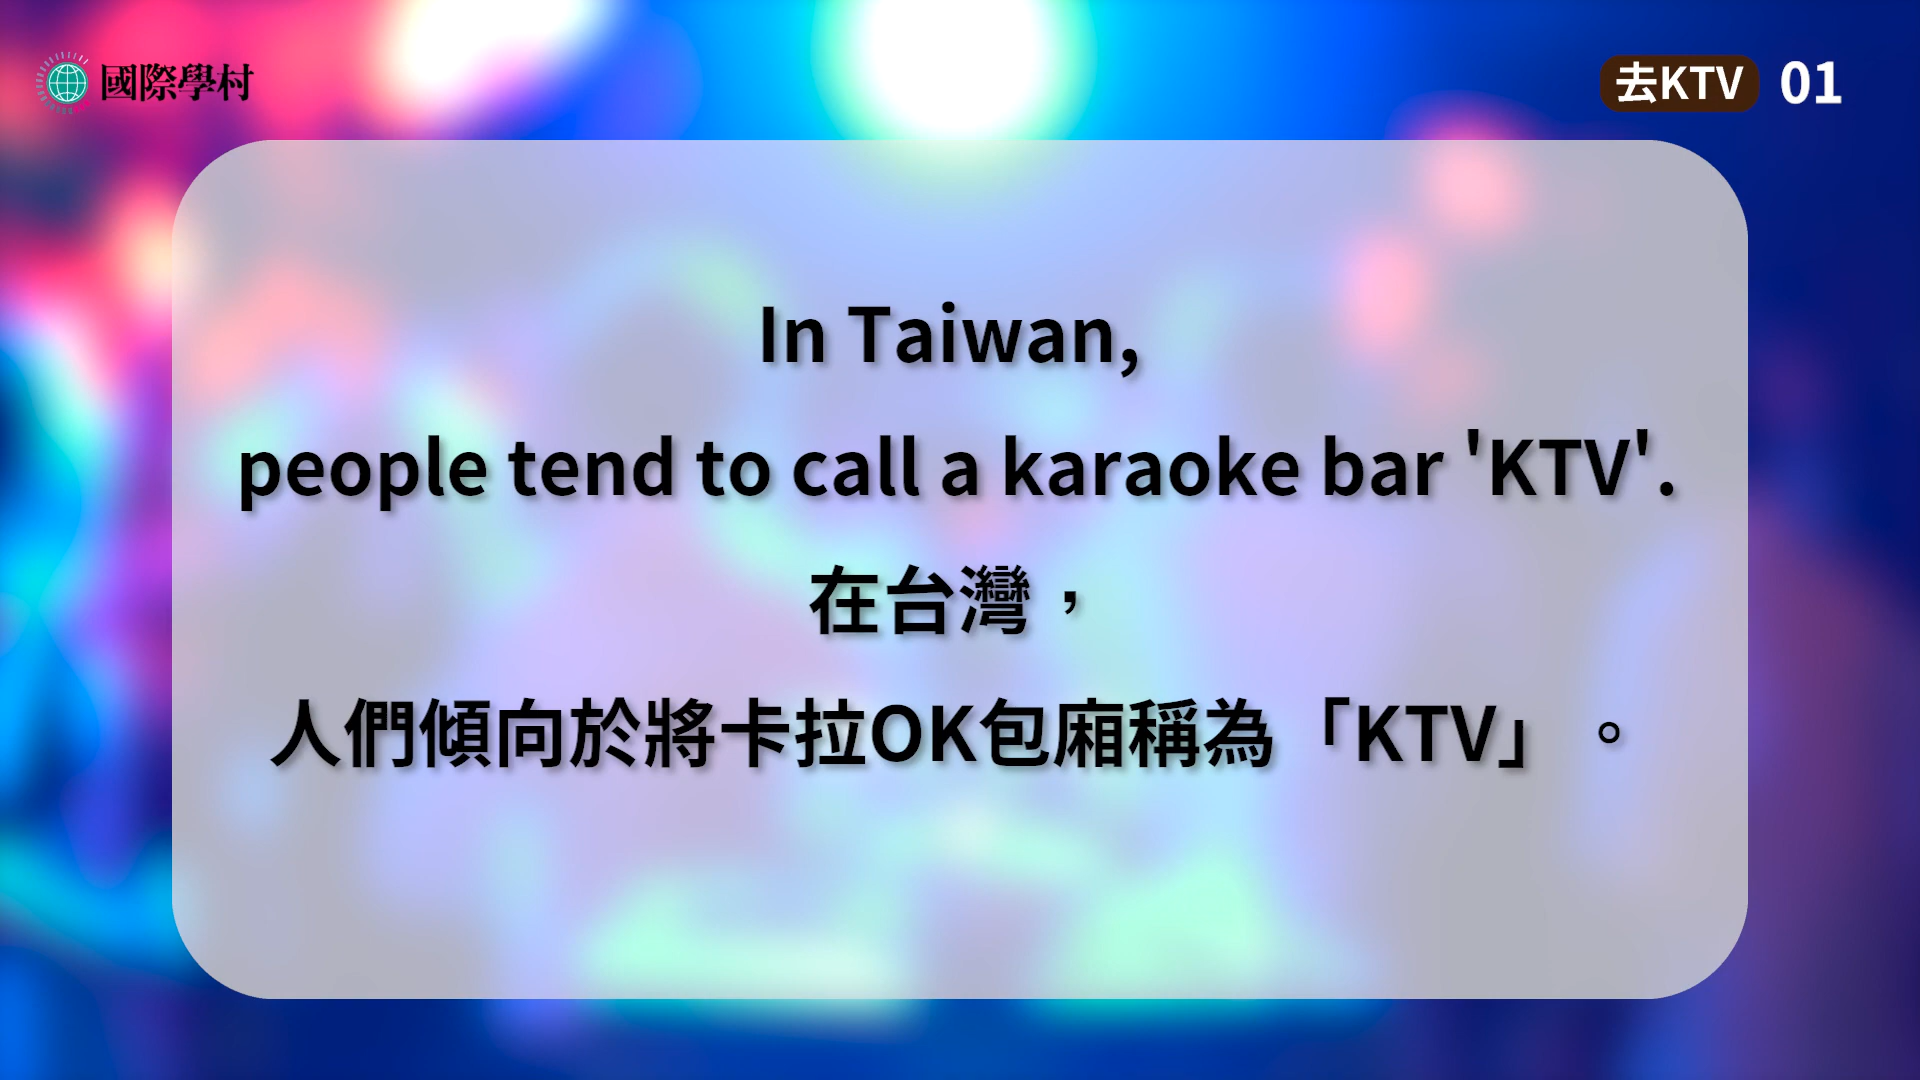 國際學村
去KTV 01
In Taiwan,
people tend to call a karaoke bar 'KTV'.
在台灣，
人們傾向於將卡拉OK包廂稱為「KTV」。